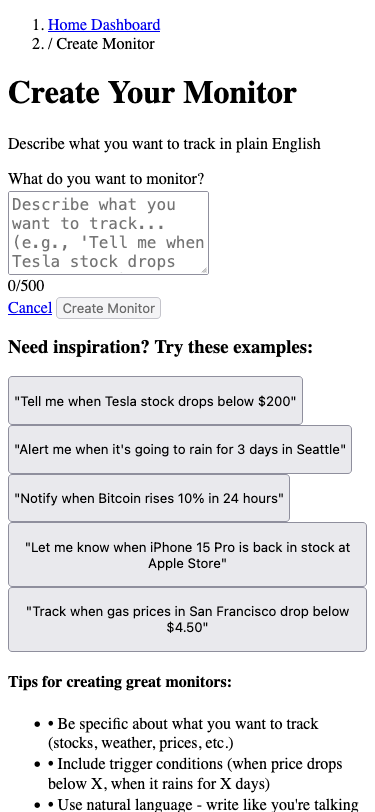 1. Home Dashboard
2. / Create Monitor
Create Your Monitor
Describe what you want to track in plain English
What do you want to monitor?
Describe what you
want to track...
(e.g., 'Tell me when
Tesla stock drops
0/500
Cancel Create Monitor
Need inspiration? Try these examples:
"Tell me when Tesla stock drops below $200"
"Alert me when it's going to rain for 3 days in Seattle"
"Notify when Bitcoin rises 10% in 24 hours"
"Let me know when iPhone 15 Pro is back in stock at
Apple Store"
"Track when gas prices in San Francisco drop below
$4.50"
Tips for creating great monitors:
• • Be specific about what you want to track
(stocks, weather, prices, etc.)
• • Include trigger conditions (when price drops
below X, when it rains for X days)
• • Use natural language - write like you're talking